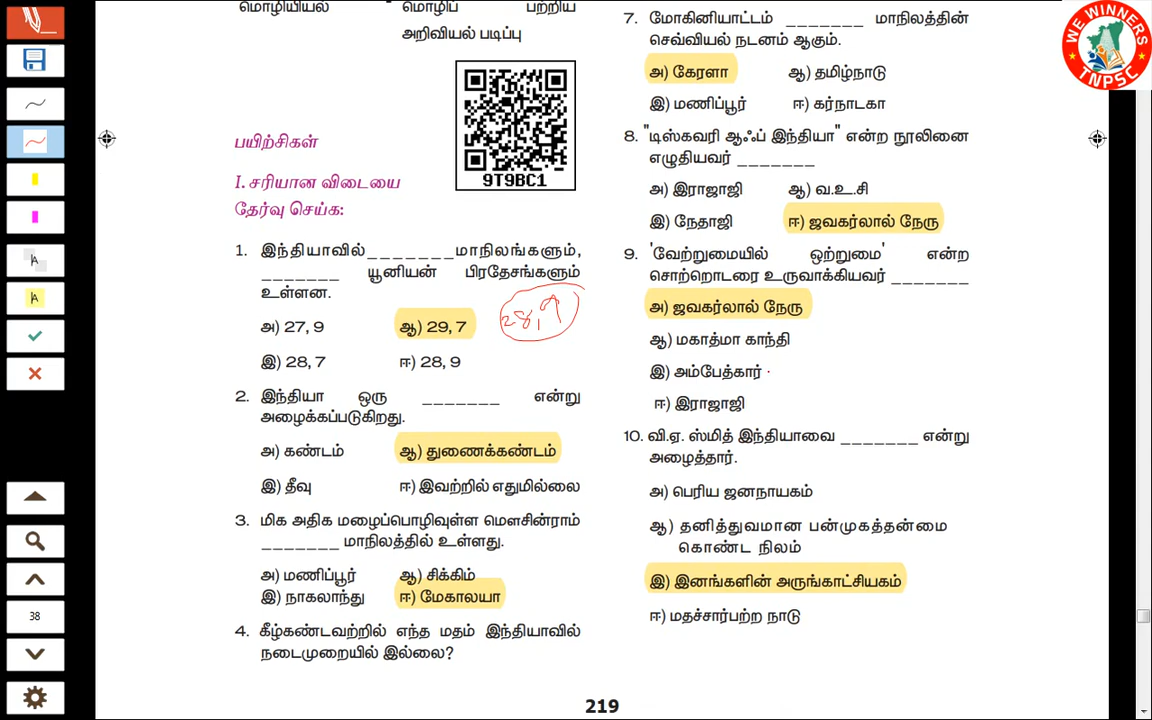 மொழியியல் - மொழிப் பற்றிய
அறிவியல் படிப்பு
9T9BC1
பயிற்சிகள்
I. சரியான விடையை
தேர்வு செய்க:
1. இந்தியாவில்_______மாநிலங்களும்,
_______ யூனியன் பிரதேசங்களும்
உள்ளன.
28, 9
அ) 27, 9 ஆ) 29, 7
இ) 28, 7 ஈ) 28, 9
2. இந்தியா ஒரு _______ என்று
அழைக்கப்படுகிறது.
அ) கண்டம் ஆ) துணைக்கண்டம்
இ) தீவு ஈ) இவற்றில் எதுமில்லை
3. மிக அதிக மழைப்பொழிவுள்ள மௌசின்ராம்
_______ மாநிலத்தில் உள்ளது.
அ) மணிப்பூர் ஆ) சிக்கிம்
இ) நாகலாந்து ஈ) மேகாலயா
4. கீழ்கண்டவற்றில் எந்த மதம் இந்தியாவில்
நடைமுறையில் இல்லை?
7. மோகினியாட்டம் _______ மாநிலத்தின்
செவ்வியல் நடனம் ஆகும்.
அ) கேரளா ஆ) தமிழ்நாடு
இ) மணிப்பூர் ஈ) கர்நாடகா
8. "டிஸ்கவரி ஆஃப் இந்தியா" என்ற நூலினை
எழுதியவர் _______
அ) இராஜாஜி ஆ) வ.உ.சி
இ) நேதாஜி ஈ) ஜவகர்லால் நேரு
9. 'வேற்றுமையில் ஒற்றுமை' என்ற
சொற்றொடரை உருவாக்கியவர் _______
அ) ஜவகர்லால் நேரு
ஆ) மகாத்மா காந்தி
இ) அம்பேத்கார்
ஈ) இராஜாஜி
10. வி.ஏ. ஸ்மித் இந்தியாவை _______ என்று
அழைத்தார்.
அ) பெரிய ஜனநாயகம்
ஆ) தனித்துவமான பன்முகத்தன்மை
கொண்ட நிலம்
இ) இனங்களின் அருங்காட்சியகம்
ஈ) மதச்சார்பற்ற நாடு
219
38
A
A
WE WINNERS
TNPSC